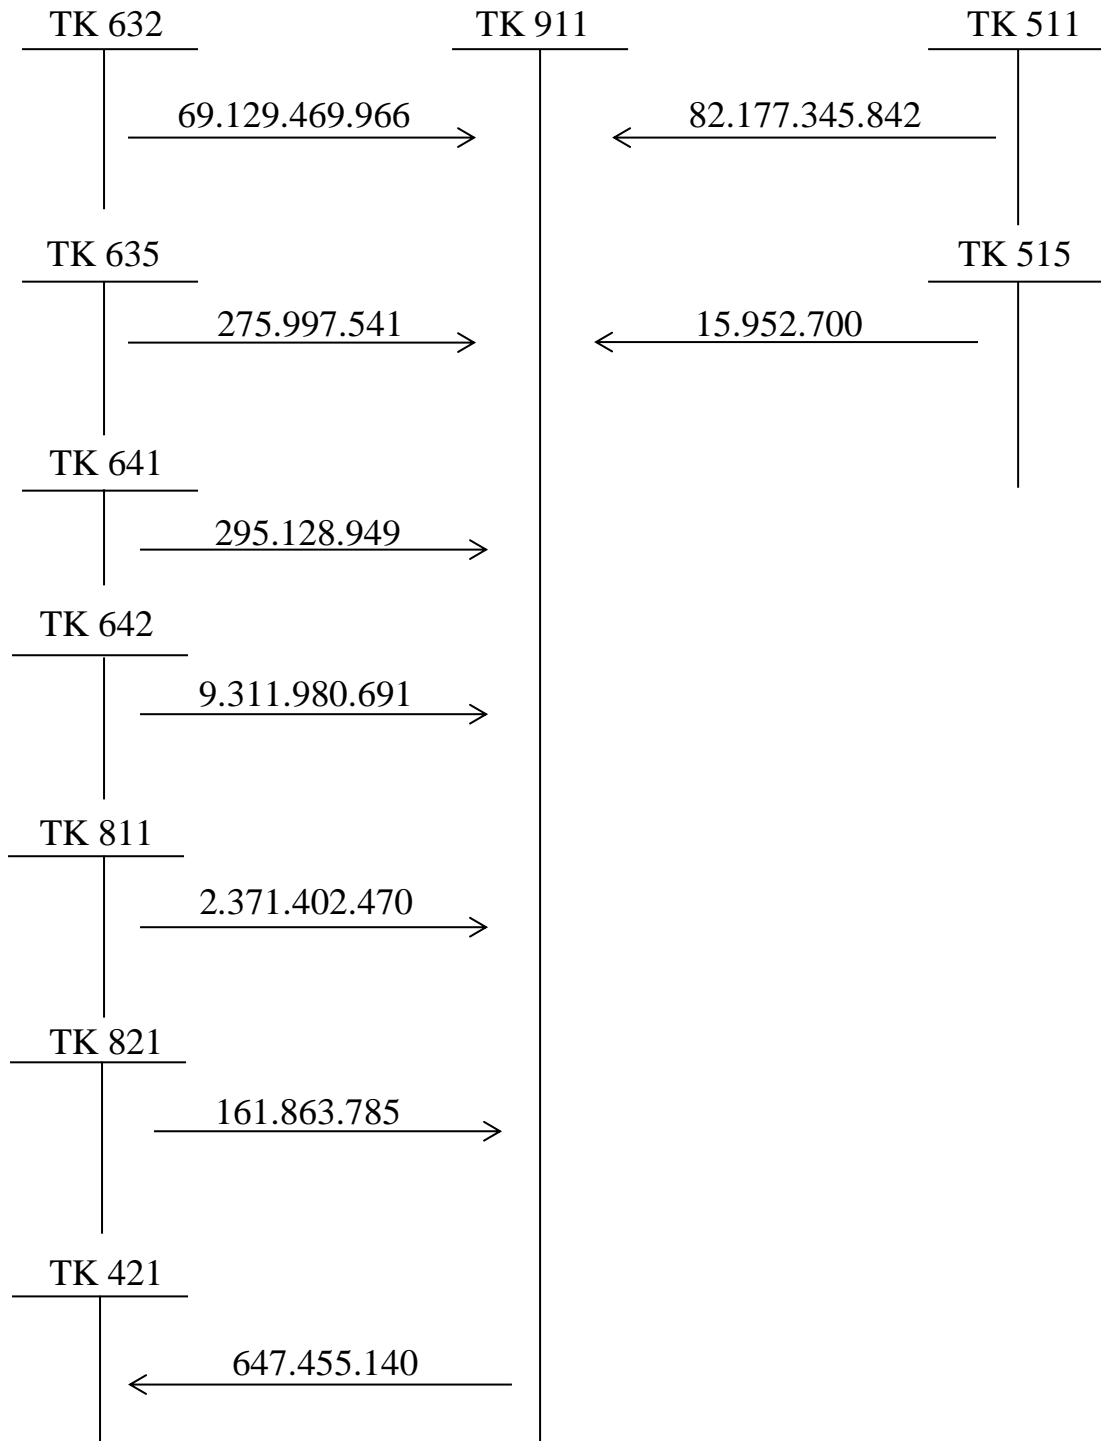 TK 632 TK 911 TK 511
69.129.469.966 82.177.345.842
TK 635 TK 515
275.997.541 15.952.700
TK 641
295.128.949
TK 642
9.311.980.691
TK 811
2.371.402.470
TK 821
161.863.785
TK 421
647.455.140